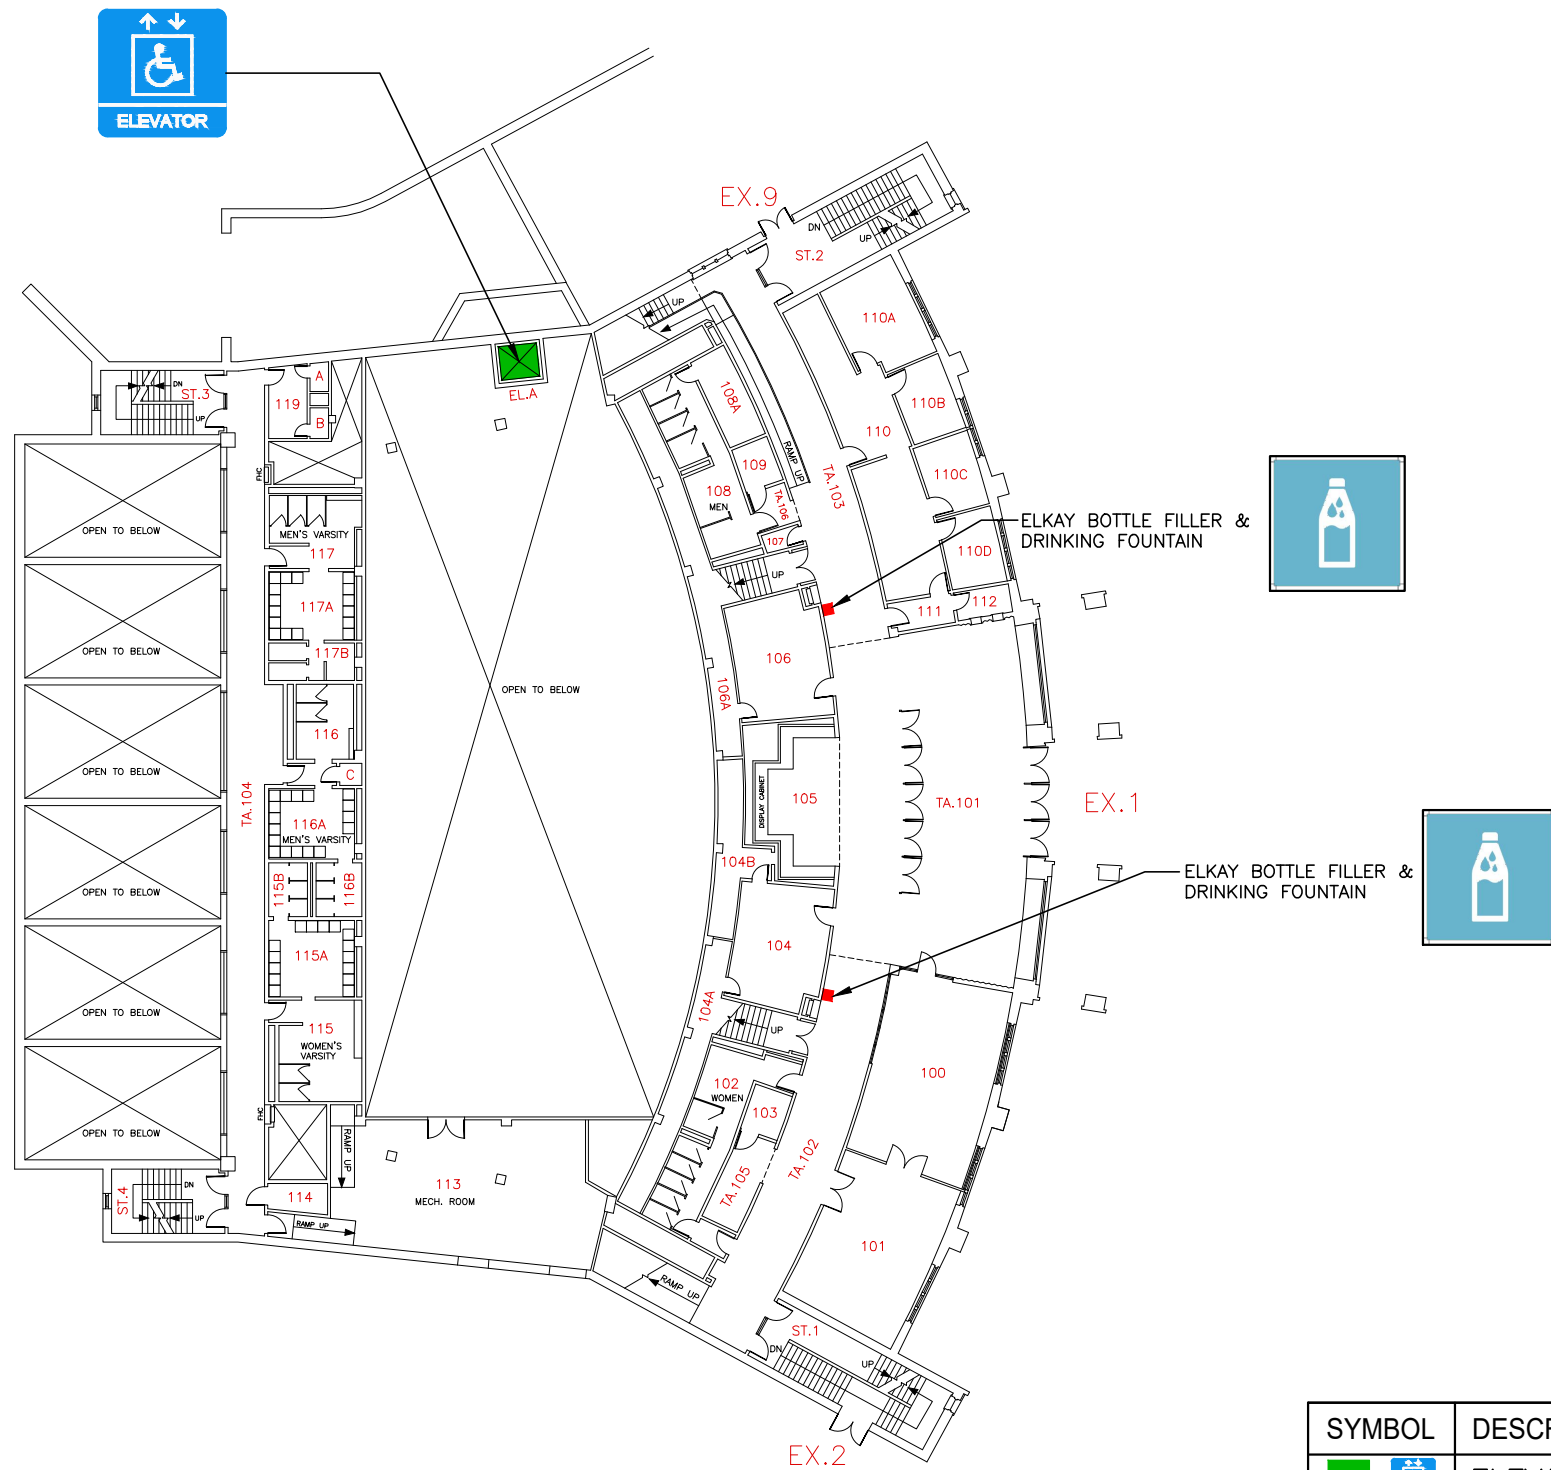 ELEVATOR
EX.9
DN
UP
ST.2
UP
110A
EL.A
A
119
B
DN
ST.3
UP
FHC
108A
110B
110
RAMP UP
109
TA.103
110C
108
MEN
TA.106
107
110D
UP
ELKAY BOTTLE FILLER &
DRINKING FOUNTAIN
111
112
OPEN TO BELOW
MEN'S VARSITY
117
117A
117B
OPEN TO BELOW
106
106A
OPEN TO BELOW
116
C
OPEN TO BELOW
TA.104
116A
MEN'S VARSITY
DISPLAY CABINET
105
TA.101
EX.1
104B
115B
116B
OPEN TO BELOW
ELKAY BOTTLE FILLER &
DRINKING FOUNTAIN
104
115A
104A
OPEN TO BELOW
115
WOMEN'S
VARSITY
UP
100
102
WOMEN
103
FHC
OPEN TO BELOW
RAMP UP
TA.102
TA.105
113
MECH. ROOM
114
ST.4
DN
UP
RAMP UP
101
RAMP UP
ST.1
DN
UP
EX.2
SYMBOL